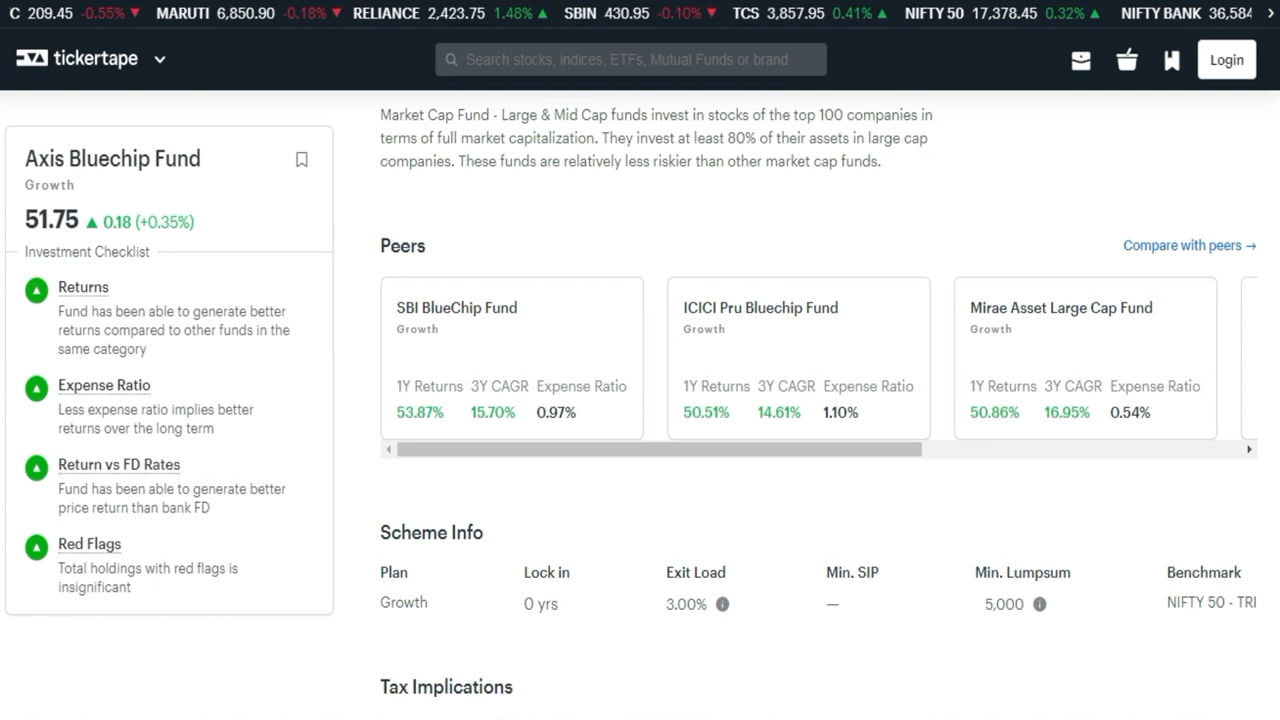 C 209.45 -0.55% ▼ MARUTI 6,850.90 -0.18% ▼ RELIANCE 2,423.75 1.48% ▲ SBIN 430.95 -0.10% ▼ TCS 3,857.95 0.41% ▲ NIFTY 50 17,378.45 0.32% ▲ NIFTY BANK 36,584
tickertape
Search stocks, indices, ETFs, Mutual Funds or brand
Login
Axis Bluechip Fund
Growth
51.75 ▲ 0.18 (+0.35%)
Investment Checklist
Returns
Fund has been able to generate better
returns compared to other funds in the
same category
Expense Ratio
Less expense ratio implies better
returns over the long term
Return vs FD Rates
Fund has been able to generate better
price return than bank FD
Red Flags
Total holdings with red flags is
insignificant
Market Cap Fund - Large & Mid Cap funds invest in stocks of the top 100 companies in
terms of full market capitalization. They invest at least 80% of their assets in large cap
companies. These funds are relatively less riskier than other market cap funds.
Peers
Compare with peers →
SBI BlueChip Fund
Growth
1Y Returns 3Y CAGR Expense Ratio
53.87% 15.70% 0.97%
ICICI Pru Bluechip Fund
Growth
1Y Returns 3Y CAGR Expense Ratio
50.51% 14.61% 1.10%
Mirae Asset Large Cap Fund
Growth
1Y Returns 3Y CAGR Expense Ratio
50.86% 16.95% 0.54%
Scheme Info
Plan Lock in Exit Load Min. SIP Min. Lumpsum Benchmark
Growth 0 yrs 3.00% — 5,000 NIFTY 50 - TRI
Tax Implications